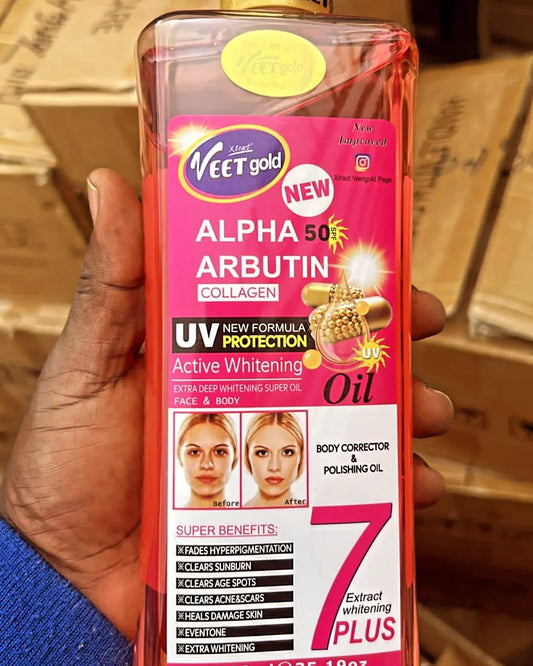 VEET gold
Xtract
VEET gold
New
Improved
Xtract Veetgold Page
NEW
ALPHA 50 SPF
ARBUTIN
COLLAGEN
UV NEW FORMULA
PROTECTION
UV
Active Whitening
Oil
EXTRA DEEP WHITENING SUPER OIL
FACE & BODY
Before
After
BODY CORRECTOR
&
POLISHING OIL
SUPER BENEFITS:
FADES HYPERPIGMENTATION
CLEARS SUNBURN
CLEARS AGE SPOTS
CLEARS ACNE&SCARS
HEALS DAMAGE SKIN
EVENTONE
EXTRA WHITENING
7
Extract
whitening
PLUS